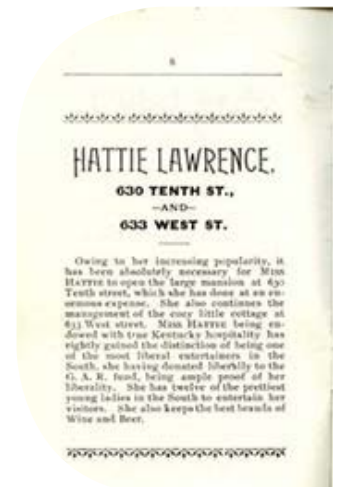 8
HATTIE LAWRENCE,
630 TENTH ST.,
—AND—
633 WEST ST.
Owing to her increasing popularity, it
has been absolutely necessary for MISS
HATTIE to open the large mansion at 630
Tenth street, which she has done at an en-
ormous expense. She also continues the
management of the cozy little cottage at
633 West street. MISS HATTIE being en-
dowed with true Kentucky hospitality has
rightly gained the distinction of being one
of the most liberal entertainers in the
South, she having donated liberally to the
G. A. R. fund, being ample proof of her
liberality. She has twelve of the prettiest
young ladies in the South to entertain her
visitors. She also keeps the best brands of
Wine and Beer.